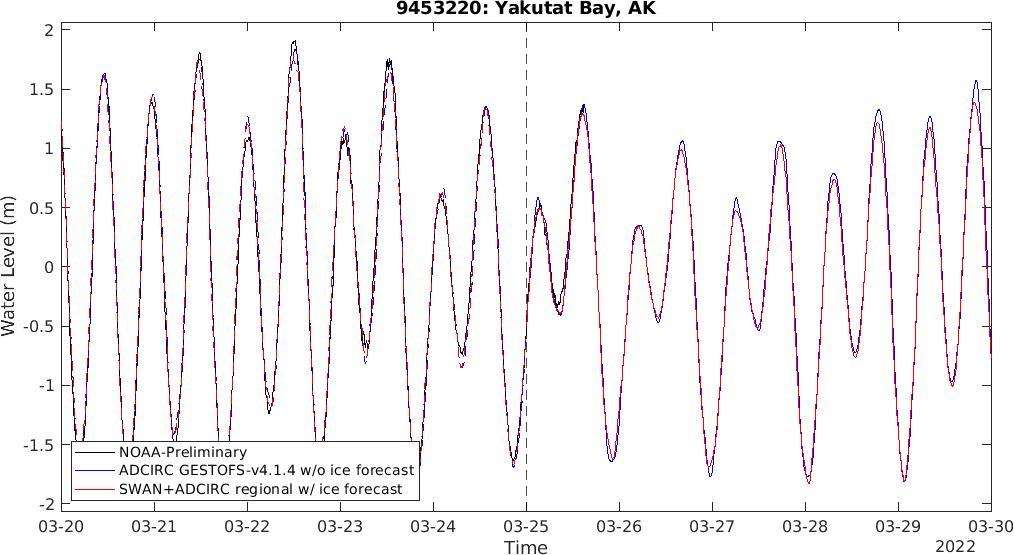 9453220: Yakutat Bay, AK
Water Level (m)
2
1.5
1
0.5
0
-0.5
-1
-1.5
-2
NOAA-Preliminary
ADCIRC GESTOFS-v4.1.4 w/o ice forecast
SWAN+ADCIRC regional w/ ice forecast
03-20 03-21 03-22 03-23 03-24 03-25 03-26 03-27 03-28 03-29 03-30
Time
2022